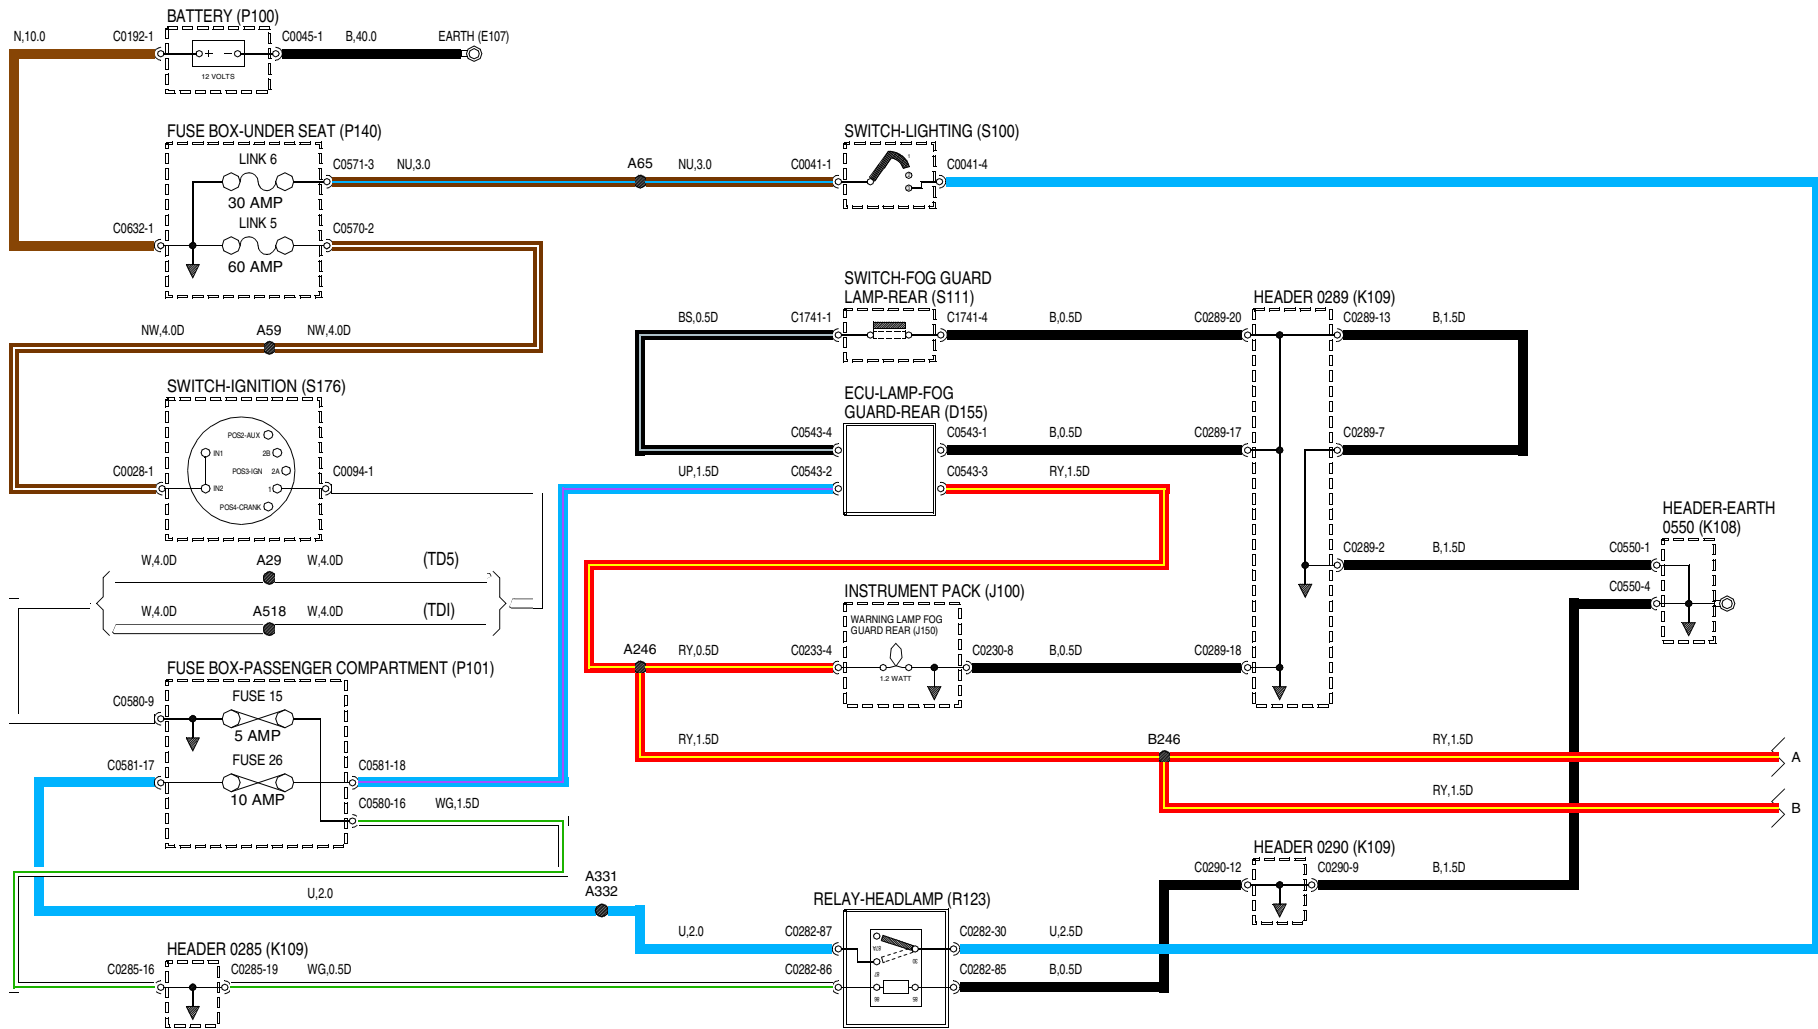 BATTERY (P100)
N,10.0
C0192-1
C0045-1
B,40.0
EARTH (E107)
12 VOLTS
FUSE BOX-UNDER SEAT (P140)
SWITCH-LIGHTING (S100)
LINK 6
C0571-3
NU,3.0
A65
NU,3.0
C0041-1
C0041-4
30 AMP
LINK 5
C0632-1
C0570-2
60 AMP
SWITCH-FOG GUARD
LAMP-REAR (S111)
HEADER 0289 (K109)
BS,0.5D
C1741-1
C1741-4
B,0.5D
C0289-20
C0289-13
B,1.5D
NW,4.0D
A59
NW,4.0D
SWITCH-IGNITION (S176)
ECU-LAMP-FOG
GUARD-REAR (D155)
POS2-AUX
IN1
2B
POS3-IGN
2A
IN2
1
POS4-CRANK
C0028-1
C0094-1
C0543-4
C0543-1
B,0.5D
C0289-17
C0289-7
UP,1.5D
C0543-2
C0543-3
RY,1.5D
HEADER-EARTH
0550 (K108)
C0289-2
B,1.5D
C0550-1
C0550-4
W,4.0D
A29
W,4.0D
(TD5)
W,4.0D
A518
W,4.0D
(TDI)
INSTRUMENT PACK (J100)
WARNING LAMP FOG
GUARD REAR (J150)
A246
RY,0.5D
C0233-4
1.2 WATT
C0230-8
B,0.5D
C0289-18
FUSE BOX-PASSENGER COMPARTMENT (P101)
C0580-9
FUSE 15
5 AMP
RY,1.5D
B246
RY,1.5D
A
C0581-17
FUSE 26
10 AMP
C0581-18
C0580-16
WG,1.5D
RY,1.5D
B
HEADER 0290 (K109)
C0290-12
C0290-9
B,1.5D
A331
A332
U,2.0
RELAY-HEADLAMP (R123)
U,2.0
C0282-87
C0282-30
U,2.5D
87A
87
30
86
85
HEADER 0285 (K109)
C0285-16
C0285-19
WG,0.5D
C0282-86
C0282-85
B,0.5D